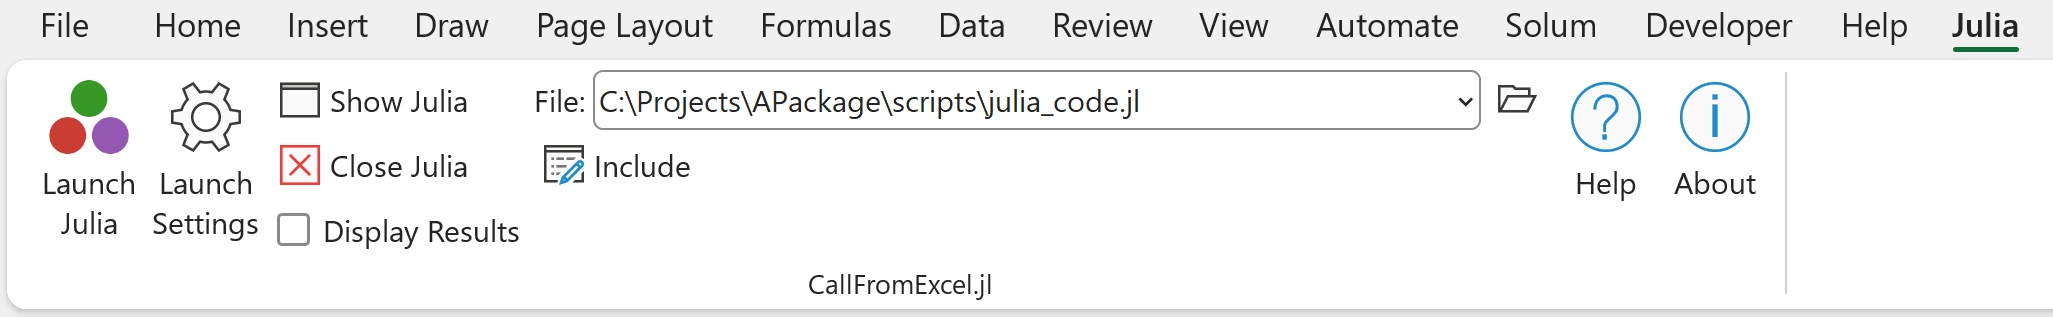 File Home Insert Draw Page Layout Formulas Data Review View Automate Solum Developer Help Julia
Launch Julia
Launch Settings
Show Julia
Close Julia
Display Results
File: C:\Projects\APackage\scripts\julia_code.jl
Include
Help
About
CallFromExcel.jl